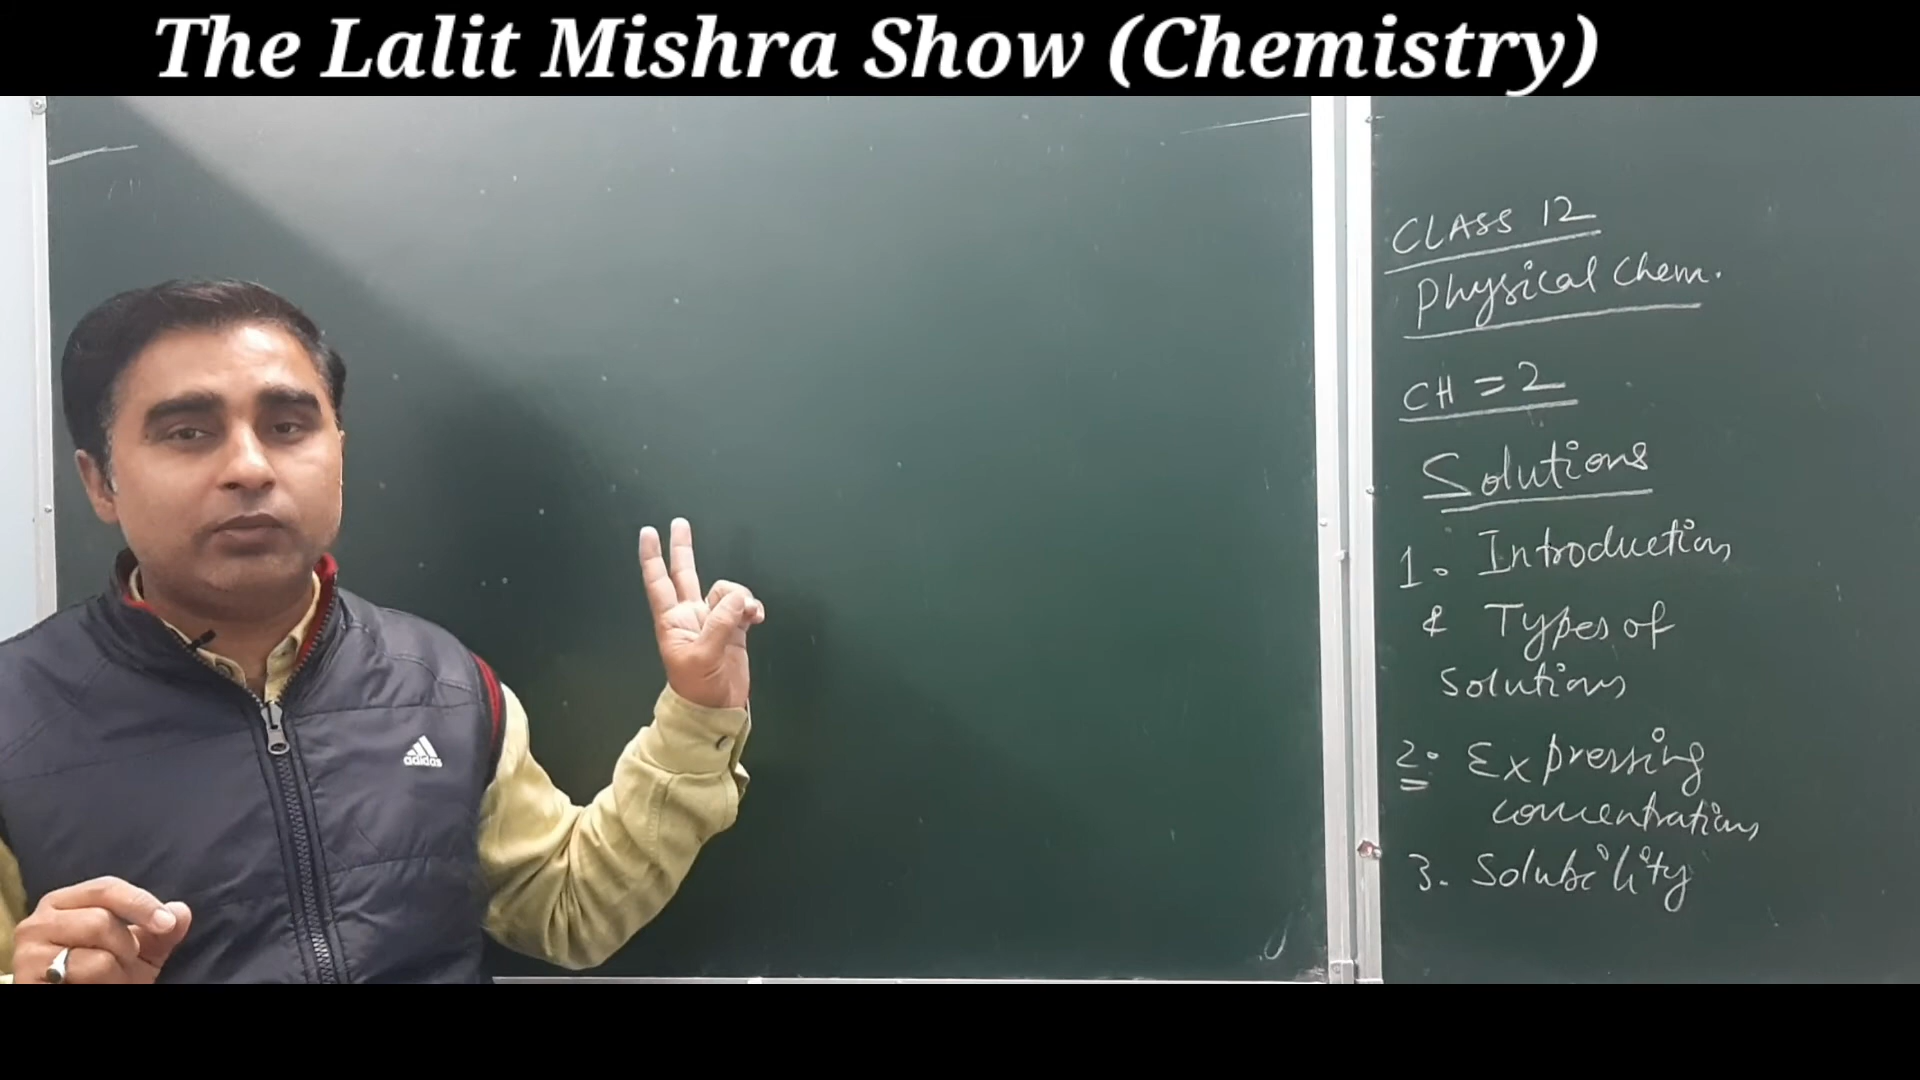 The Lalit Mishra Show (Chemistry)
CLASS 12
Physical Chem.
CH = 2
Solutions
1. Introduction
& Types of
Solutions
2. Expressing
concentrations
3. Solubility
adidas